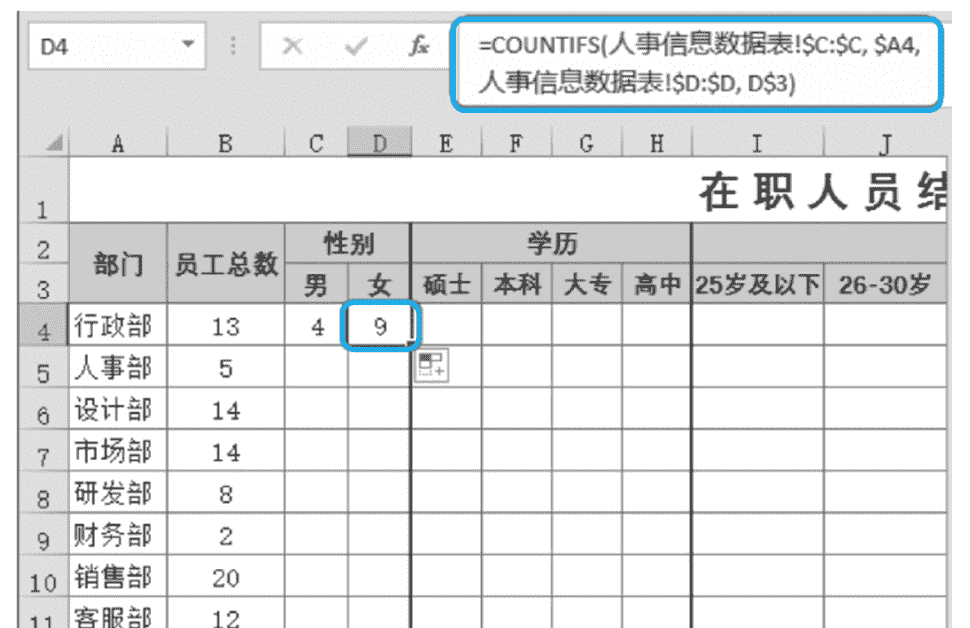 D4 fx =COUNTIFS(人事信息数据表!$C:$C, $A4,
人事信息数据表!$D:$D, D$3)
A B C D E F G H I J
1 在职人员结
2 部门 员工总数 性别 学历
3 男 女 硕士 本科 大专 高中 25岁及以下 26-30岁
4 行政部 13 4 9
5 人事部 5
6 设计部 14
7 市场部 14
8 研发部 8
9 财务部 2
10 销售部 20
11 客服部 12